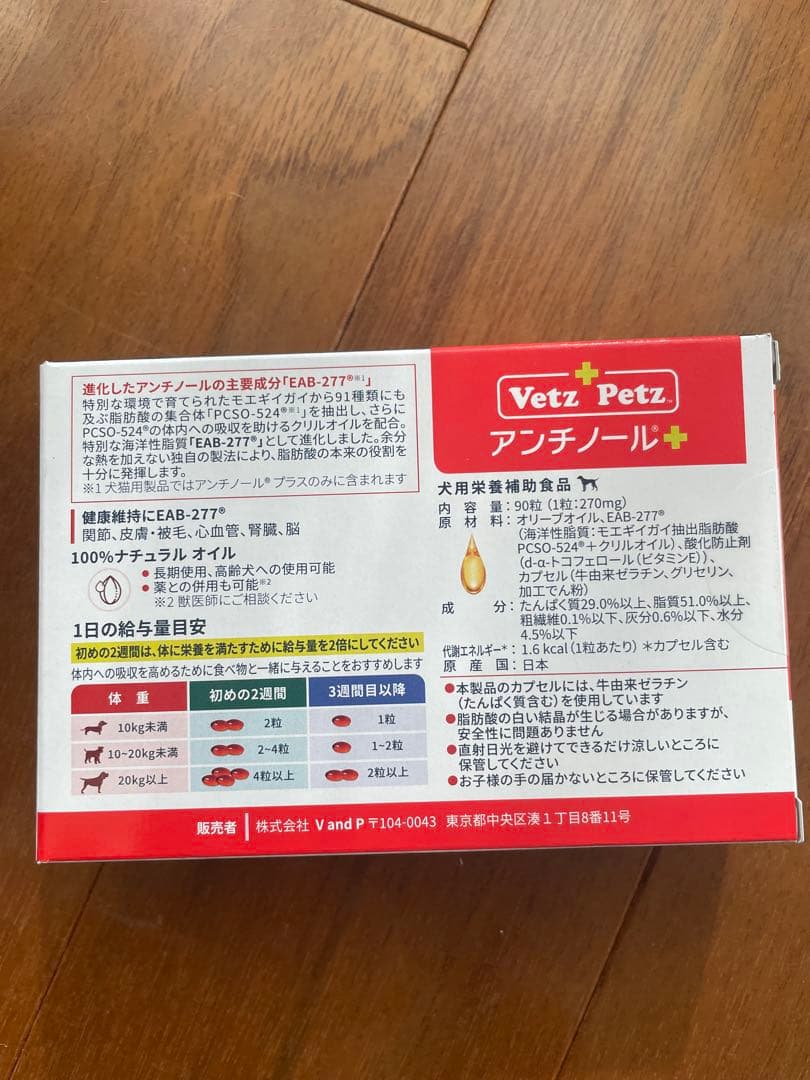 進化したアンチノールの主要成分「EAB-277®※1」
特別な環境で育てられたモエギイガイから91種類にも
及ぶ脂肪酸の集合体「PCSO-524®※1」を抽出し、さらに
PCSO-524®の体内への吸収を助けるクリルオイルを配合。
特別な海洋性脂質「EAB-277®」として進化しました。余分
な熱を加えない独自の製法により、脂肪酸の本来の役割を
十分に発揮します。
※1 犬猫用製品ではアンチノール® プラスのみに含まれます
健康維持にEAB-277®
関節、皮膚・被毛、心血管、腎臓、脳
100%ナチュラル オイル
●長期使用、高齢犬への使用可能
●薬との併用も可能※2
※2 獣医師にご相談ください
1日の給与量目安
初めの2週間は、体に栄養を満たすために給与量を2倍にしてください
体内への吸収を高めるために食べ物と一緒に与えることをおすすめします
体 重 初めの2週間 3週間目以降
10kg未満 2粒 1粒
10~20kg未満 2~4粒 1~2粒
20kg以上 4粒以上 2粒以上
Vetz Petz™
アンチノール®
犬用栄養補助食品
内容量:90粒(1粒:270mg)
原材料:オリーブオイル、EAB-277®
(海洋性脂質:モエギイガイ抽出脂肪酸
PCSO-524®+クリルオイル)、酸化防止剤
(d-α-トコフェロール(ビタミンE))、
カプセル(牛由来ゼラチン、グリセリン、
加工でん粉)
成分:たんぱく質29.0%以上、脂質51.0%以上、
粗繊維0.1%以下、灰分0.6%以下、水分
4.5%以下
代謝エネルギー*:1.6 kcal(1粒あたり) *カプセル含む
原産国:日本
●本製品のカプセルには、牛由来ゼラチン
(たんぱく質含む)を使用しています
●脂肪酸の白い結晶が生じる場合がありますが、
安全性に問題ありません
●直射日光を避けてできるだけ涼しいところに
保管してください
●お子様の手の届かないところに保管してください
販売者 株式会社 V and P 〒104-0043 東京都中央区湊1丁目8番11号